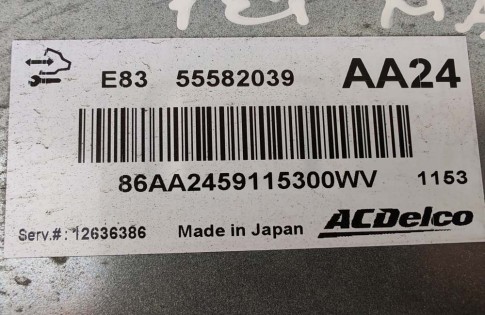 E83 55582039 AA24
86AA2459115300WV 1153
Serv.#: 12636386 Made in Japan ACDelco